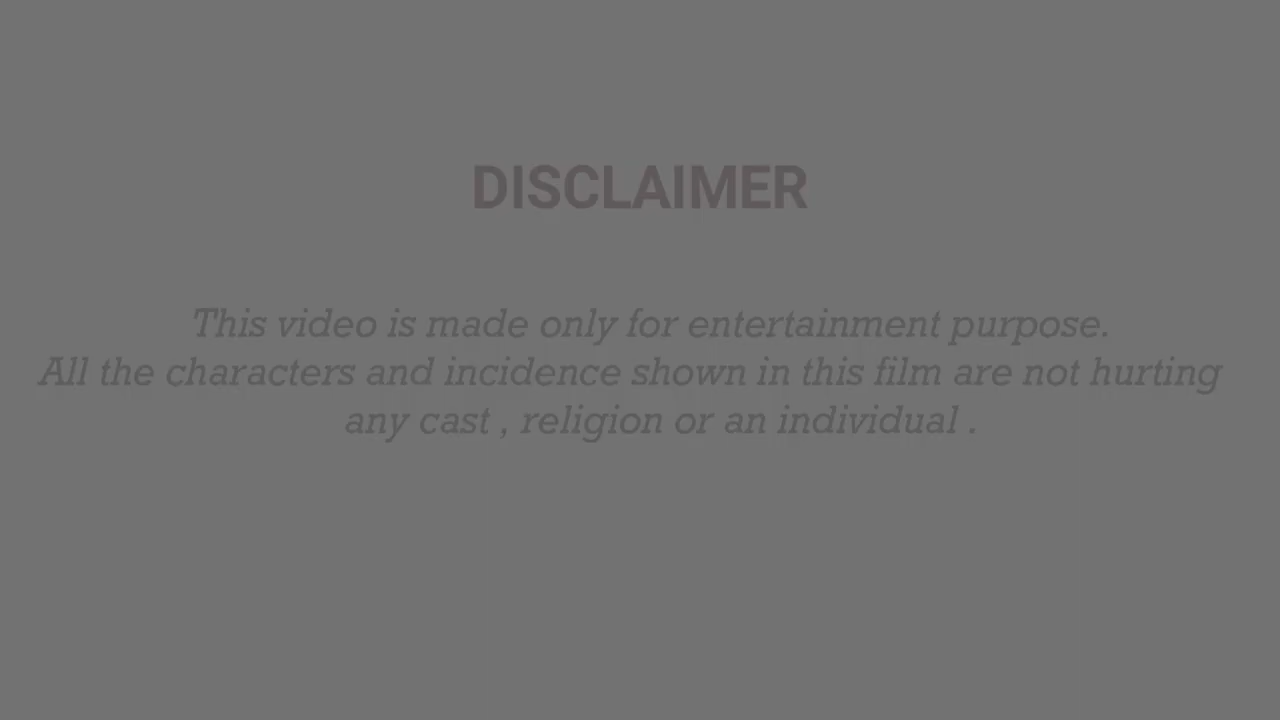 DISCLAIMER
This video is made only for entertainment purpose.
All the characters and incidence shown in this film are not hurting
any cast , religion or an individual .